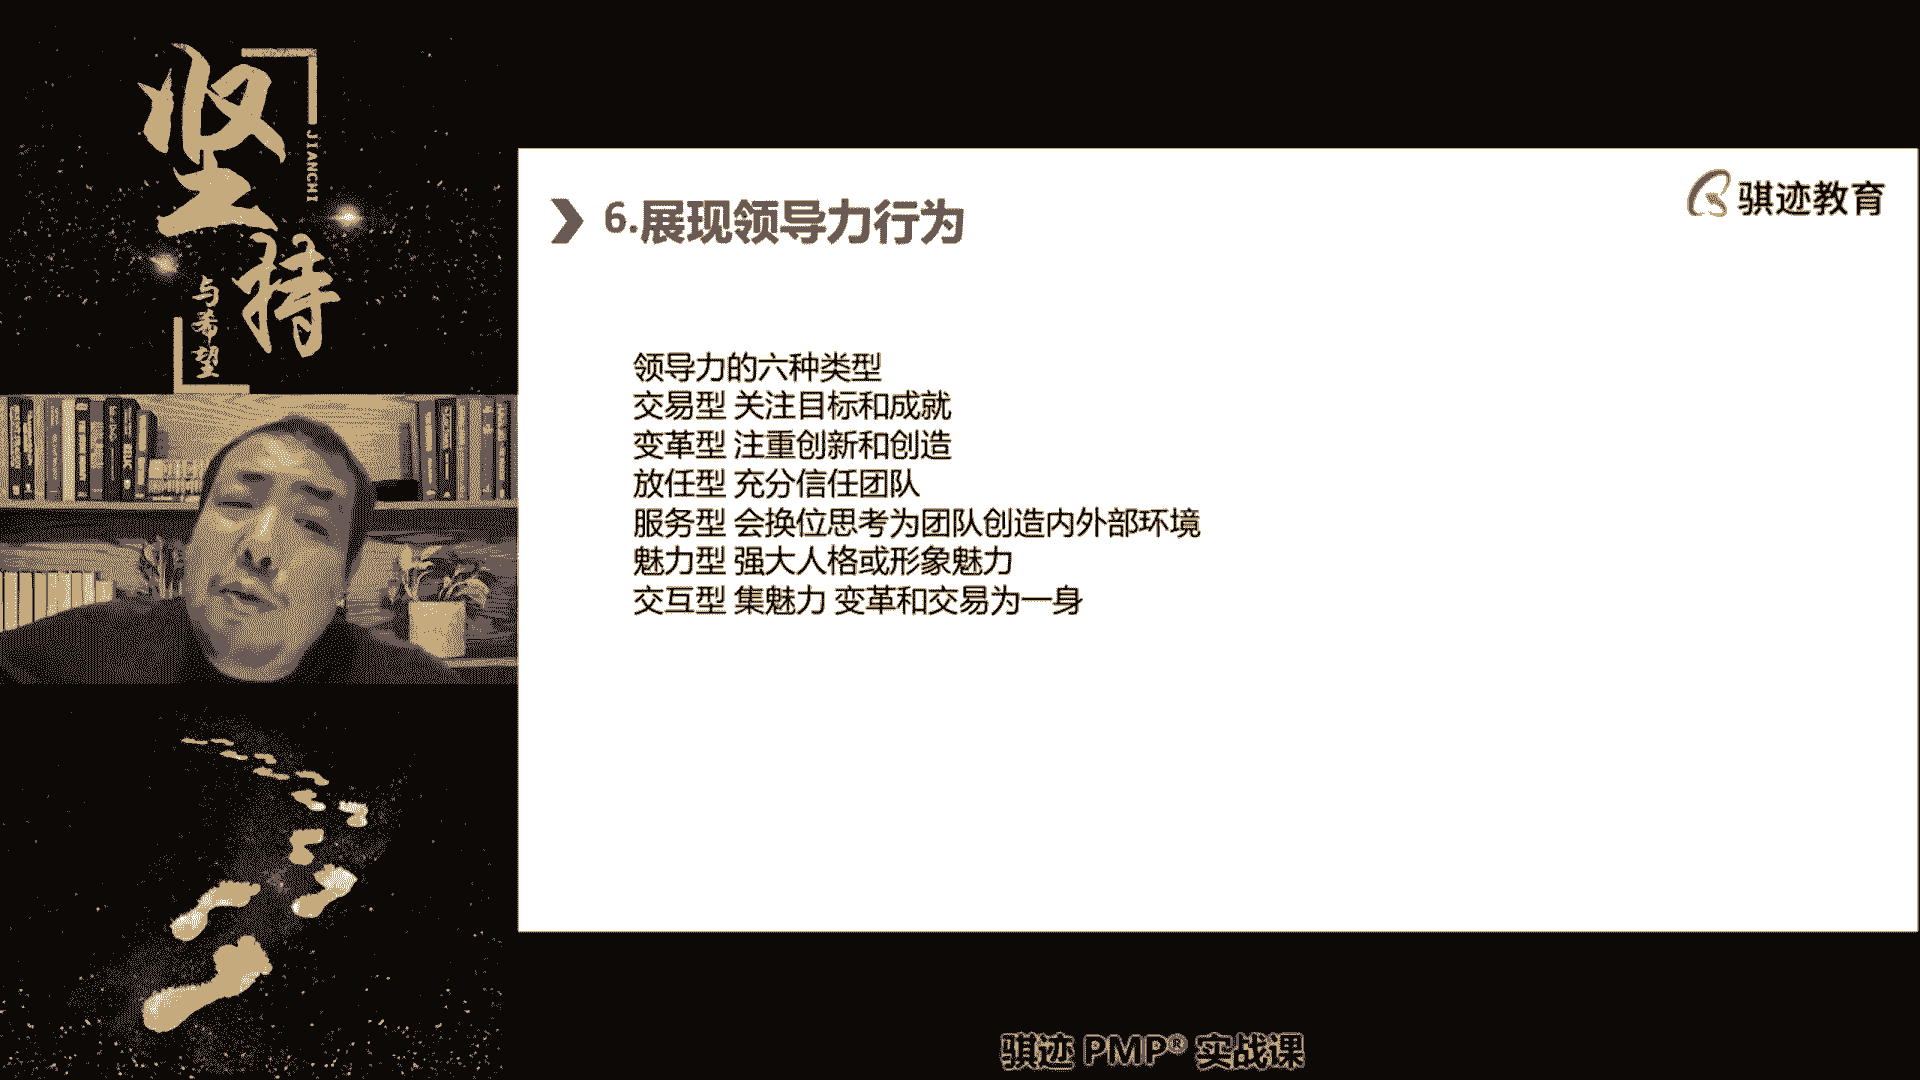 坚持
JIANCHI
与希望
骐迹教育
6.展现领导力行为
领导力的六种类型
交易型 关注目标和成就
变革型 注重创新和创造
放任型 充分信任团队
服务型 会换位思考为团队创造内外部环境
魅力型 强大人格或形象魅力
交互型 集魅力 变革和交易为一身
骐迹 PMP® 实战课